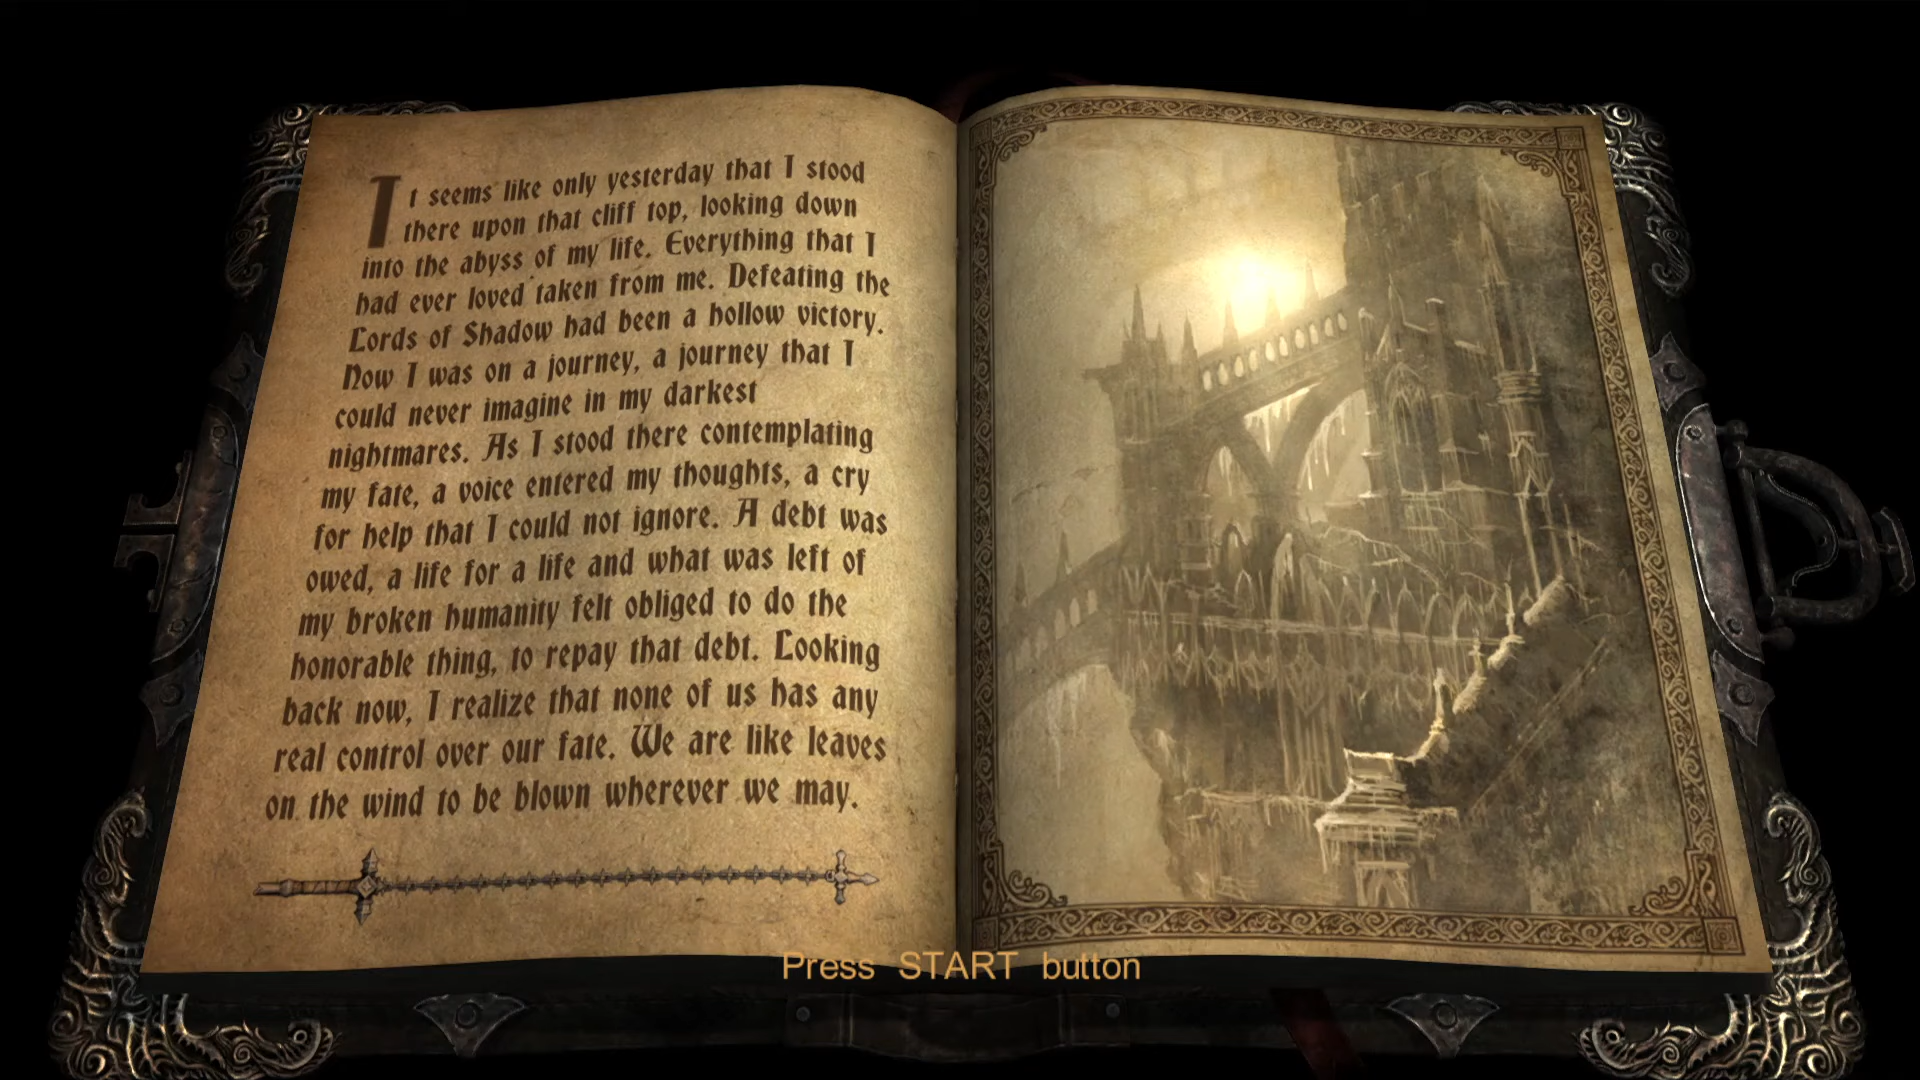 It seems like only yesterday that I stood
there upon that cliff top, looking down
into the abyss of my life. Everything that I
had ever loved taken from me. Defeating the
Lords of Shadow had been a hollow victory.
Now I was on a journey, a journey that I
could never imagine in my darkest
nightmares. As I stood there contemplating
my fate, a voice entered my thoughts, a cry
for help that I could not ignore. A debt was
owed, a life for a life and what was left of
my broken humanity felt obliged to do the
honorable thing, to repay that debt. Looking
back now, I realize that none of us has any
real control over our fate. We are like leaves
on the wind to be blown wherever we may.
Press START button